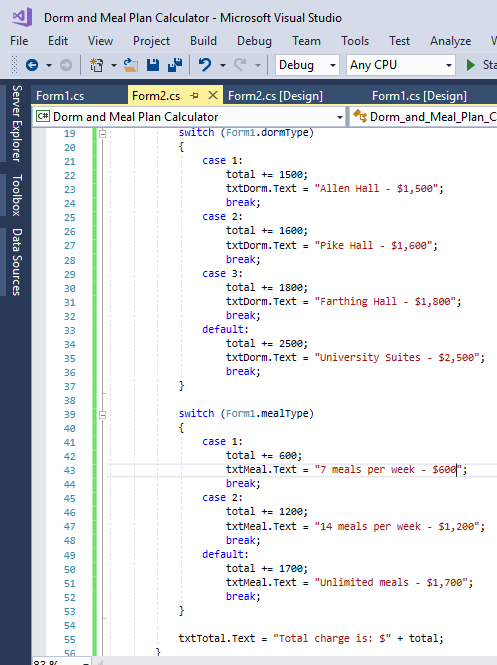 Dorm and Meal Plan Calculator - Microsoft Visual Studio
File Edit View Project Build Debug Team Tools Test Analyze
Debug Any CPU
Form1.cs Form2.cs Form2.cs [Design] Form1.cs [Design]
C# Dorm and Meal Plan Calculator Dorm_and_Meal_Plan_C
Server Explorer
Toolbox
Data Sources
19 switch (Form1.dormType)
20 {
21 case 1:
22 total += 1500;
23 txtDorm.Text = "Allen Hall - $1,500";
24 break;
25 case 2:
26 total += 1600;
27 txtDorm.Text = "Pike Hall - $1,600";
28 break;
29 case 3:
30 total += 1800;
31 txtDorm.Text = "Farthing Hall - $1,800";
32 break;
33 default:
34 total += 2500;
35 txtDorm.Text = "University Suites - $2,500";
36 break;
37 }
38
39 switch (Form1.mealType)
40 {
41 case 1:
42 total += 600;
43 txtMeal.Text = "7 meals per week - $600";
44 break;
45 case 2:
46 total += 1200;
47 txtMeal.Text = "14 meals per week - $1,200";
48 break;
49 default:
50 total += 1700;
51 txtMeal.Text = "Unlimited meals - $1,700";
52 break;
53 }
54
55 txtTotal.Text = "Total charge is: $" + total;
56 }
83 %